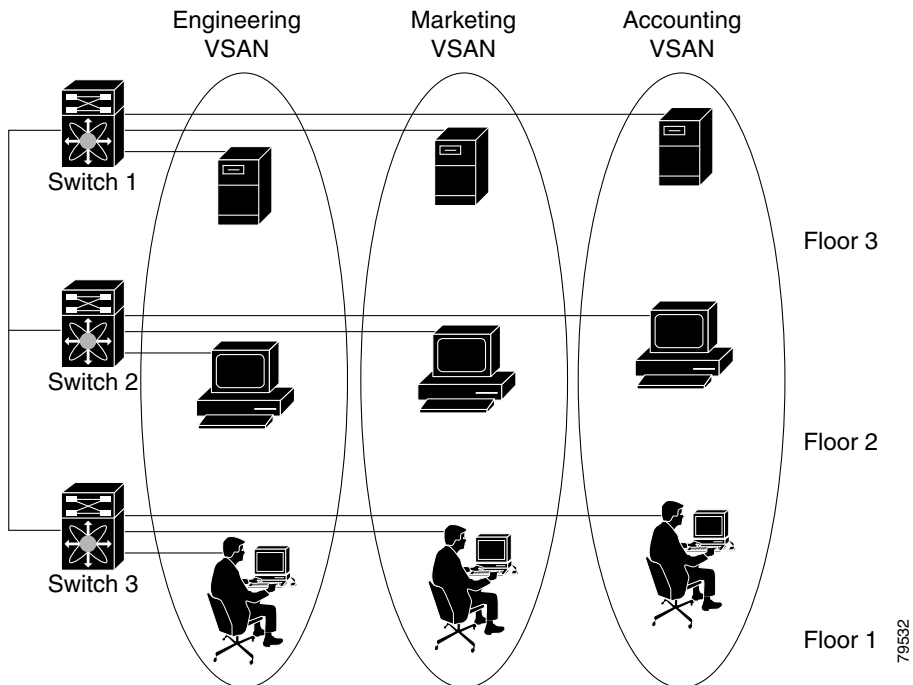 Engineering
VSAN
Marketing
VSAN
Accounting
VSAN
Switch 1
Floor 3
Switch 2
Floor 2
Switch 3
Floor 1
79532